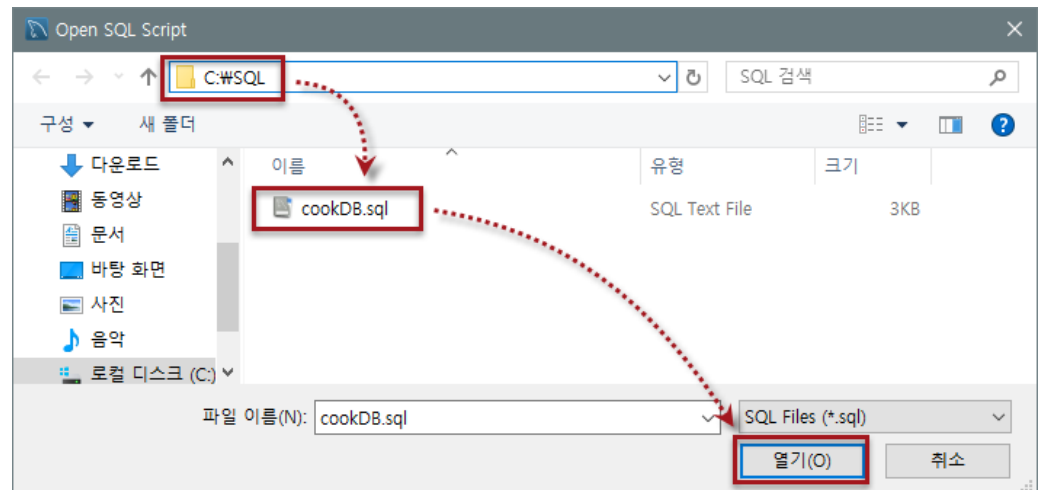 Open SQL Script
C:₩SQL
SQL 검색
구성
새 폴더
이름
유형
크기
다운로드
동영상
문서
바탕 화면
사진
음악
로컬 디스크 (C:)
cookDB.sql
SQL Text File
3KB
파일 이름(N):
cookDB.sql
SQL Files (*.sql)
열기(O)
취소